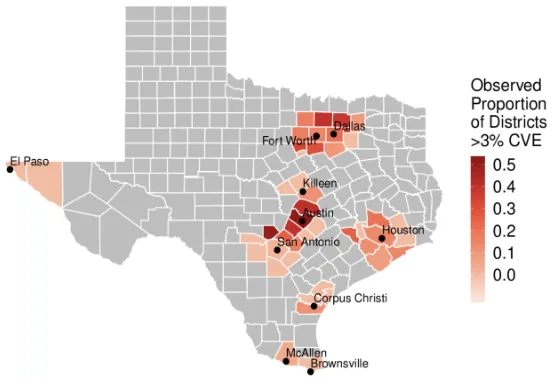 Observed
Proportion
of Districts
>3% CVE
0.5
0.4
0.3
0.2
0.1
0.0
Dallas
Fort Worth
El Paso
Killeen
Austin
Houston
San Antonio
Corpus Christi
McAllen
Brownsville